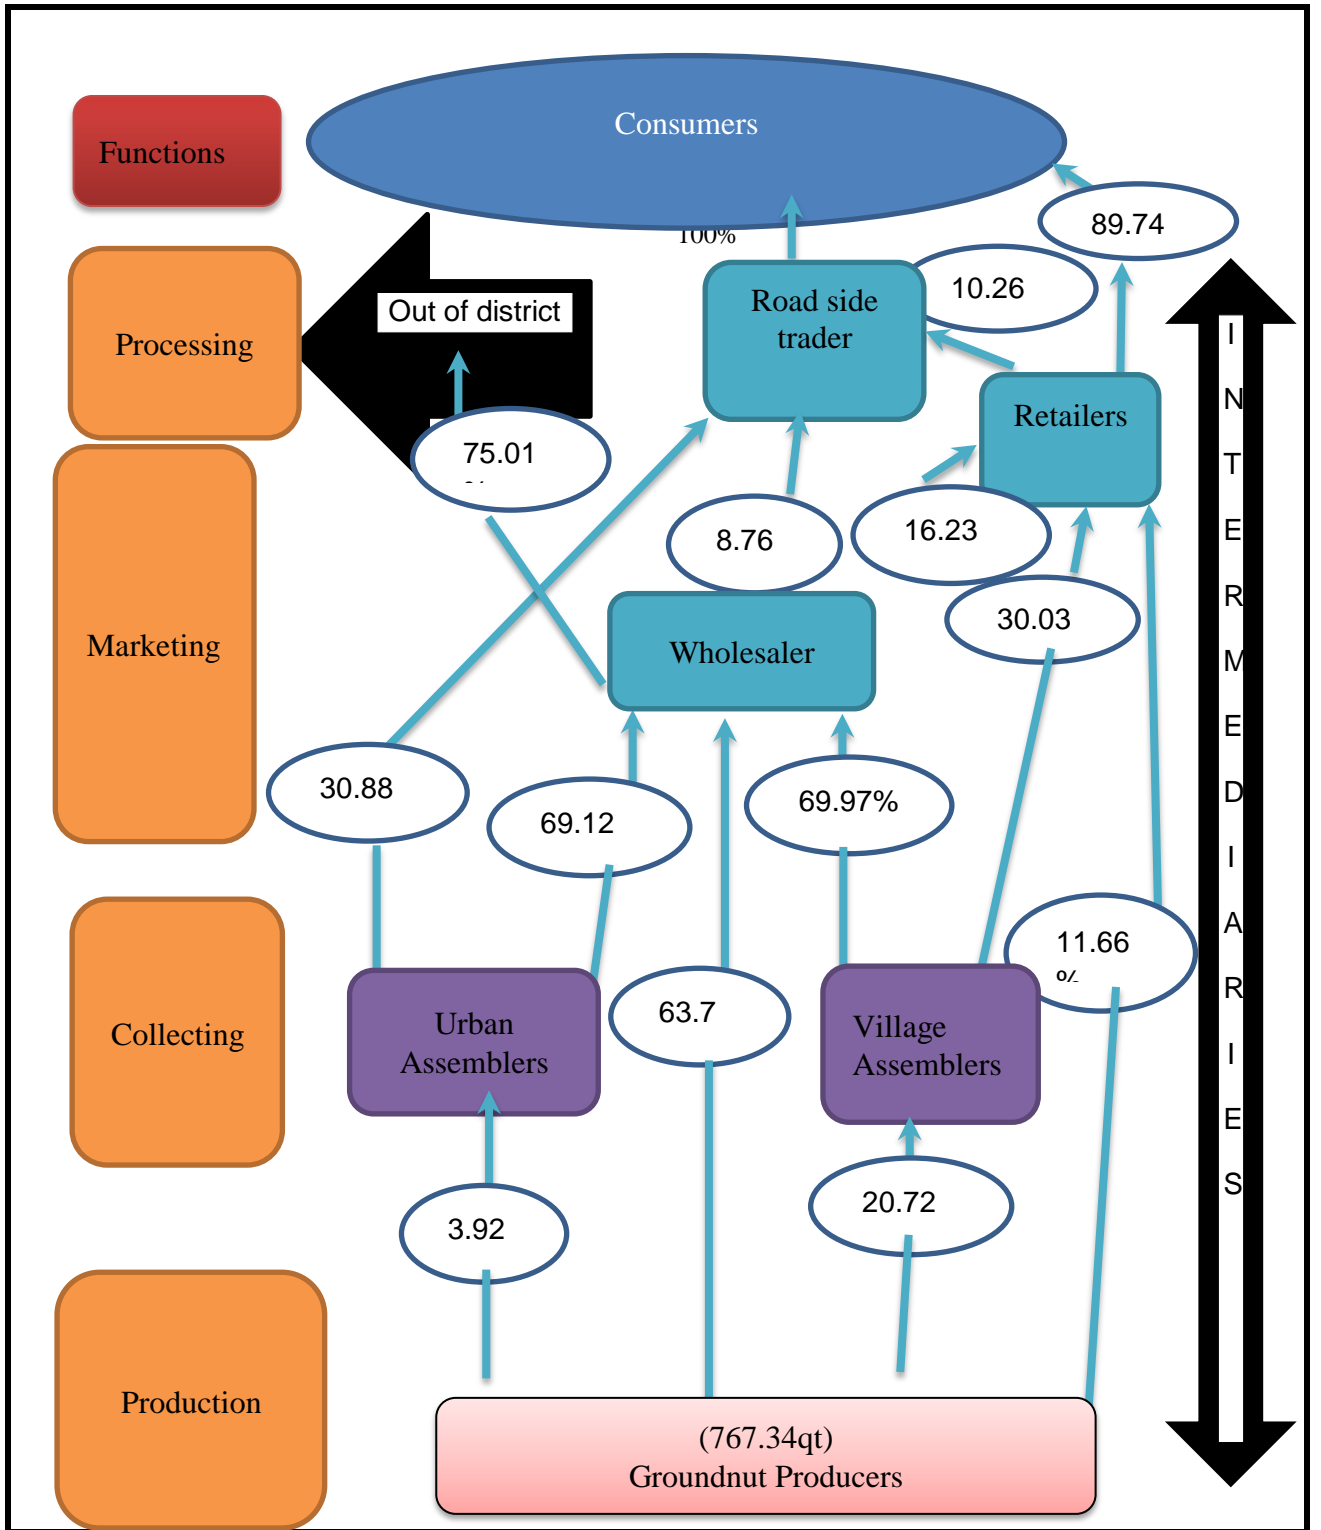 Consumers
Functions
89.74
100%
10.26
Road side
trader
Out of district
Processing
Retailers
75.01
%
8.76
16.23
30.03
Marketing
Wholesaler
30.88
69.12
69.97%
11.66
%
Collecting
Urban
Assemblers
63.7
Village
Assemblers
3.92
20.72
Production
(767.34qt)
Groundnut Producers
I
N
T
E
R
M
E
D
I
A
R
I
E
S